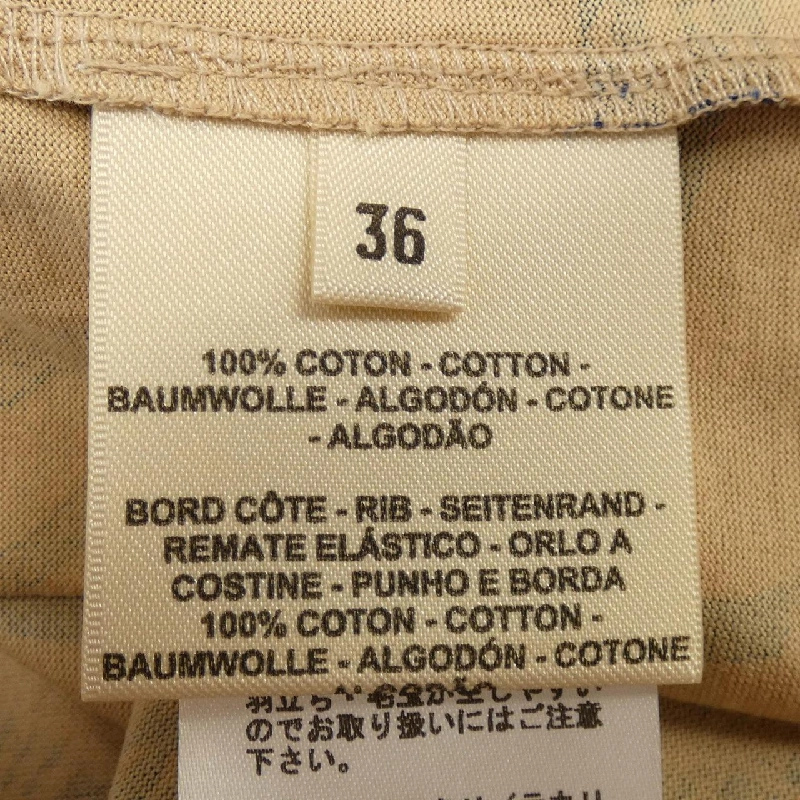 36
100% COTON - COTTON -
BAUMWOLLE - ALGODÓN - COTONE
- ALGODÃO
BORD CÔTE - RIB - SEITENRAND -
REMATE ELÁSTICO - ORLO A
COSTINE - PUNHO E BORDA
100% COTON - COTTON -
BAUMWOLLE - ALGODÓN - COTONE
のでお取り扱いにはご注意
下さい。